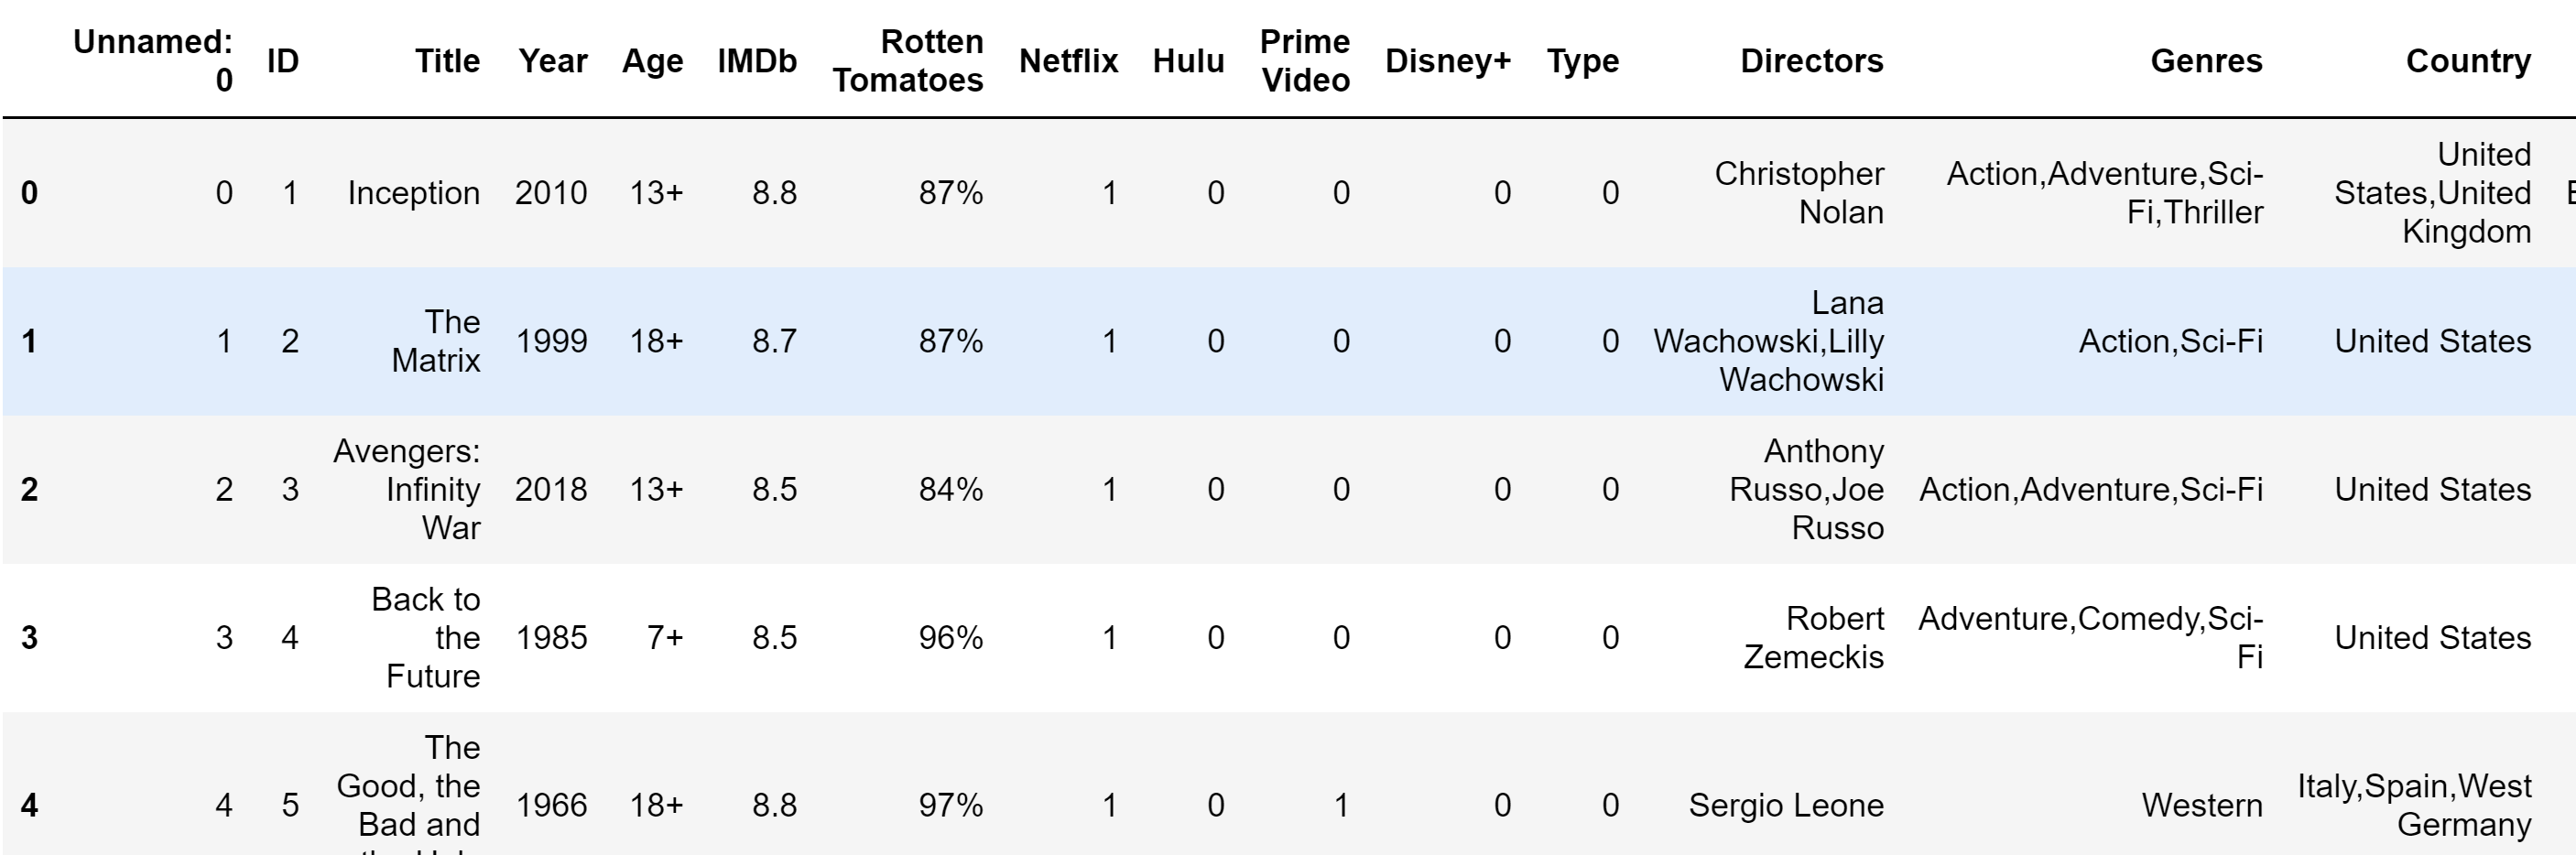 Unnamed: 0 ID Title Year Age IMDb Rotten Tomatoes Netflix Hulu Prime Video Disney+ Type Directors Genres Country
0 0 1 Inception 2010 13+ 8.8 87% 1 0 0 0 0 Christopher Nolan Action,Adventure,Sci-Fi,Thriller United States,United Kingdom
1 1 2 The Matrix 1999 18+ 8.7 87% 1 0 0 0 0 Lana Wachowski,Lilly Wachowski Action,Sci-Fi United States
2 2 3 Avengers: Infinity War 2018 13+ 8.5 84% 1 0 0 0 0 Anthony Russo,Joe Russo Action,Adventure,Sci-Fi United States
3 3 4 Back to the Future 1985 7+ 8.5 96% 1 0 0 0 0 Robert Zemeckis Adventure,Comedy,Sci-Fi United States
4 4 5 The Good, the Bad and 1966 18+ 8.8 97% 1 0 1 0 0 Sergio Leone Western Italy,Spain,West Germany